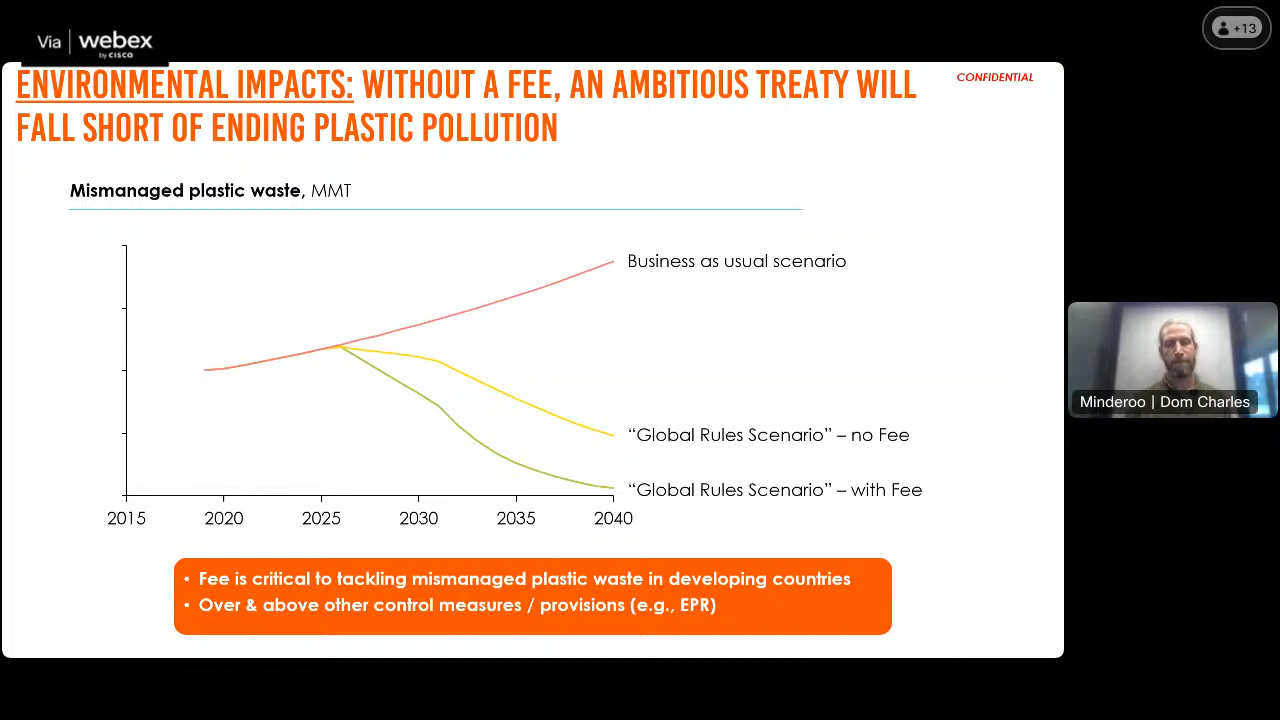 Via webex
by CISCO
+13
ENVIRONMENTAL IMPACTS: WITHOUT A FEE, AN AMBITIOUS TREATY WILL
FALL SHORT OF ENDING PLASTIC POLLUTION
CONFIDENTIAL
Mismanaged plastic waste, MMT
Business as usual scenario
“Global Rules Scenario” – no Fee
“Global Rules Scenario” – with Fee
2015 2020 2025 2030 2035 2040
• Fee is critical to tackling mismanaged plastic waste in developing countries
• Over & above other control measures / provisions (e.g., EPR)
Minderoo | Dom Charles